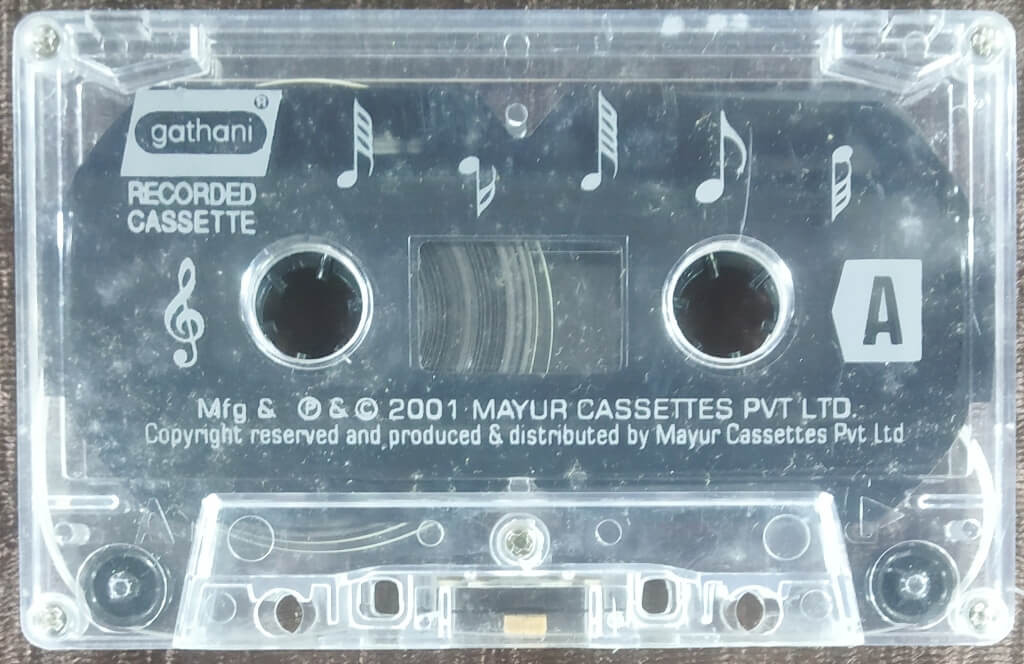 gathani ®
RECORDED
CASSETTE
A
Mfg & ℗ & © 2001 MAYUR CASSETTES PVT LTD.
Copyright reserved and produced & distributed by Mayur Cassettes Pvt Ltd
A